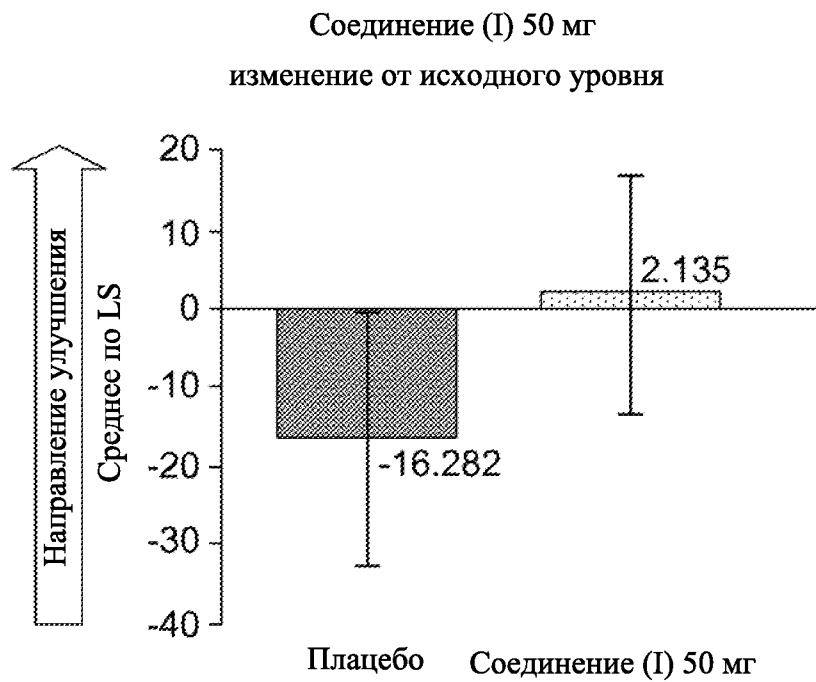 Соединение (I) 50 мг
изменение от исходного уровня
Направление улучшения
Среднее по LS
20
10
0
-10
-20
-30
-40
2.135
-16.282
Плацебо
Соединение (I) 50 мг